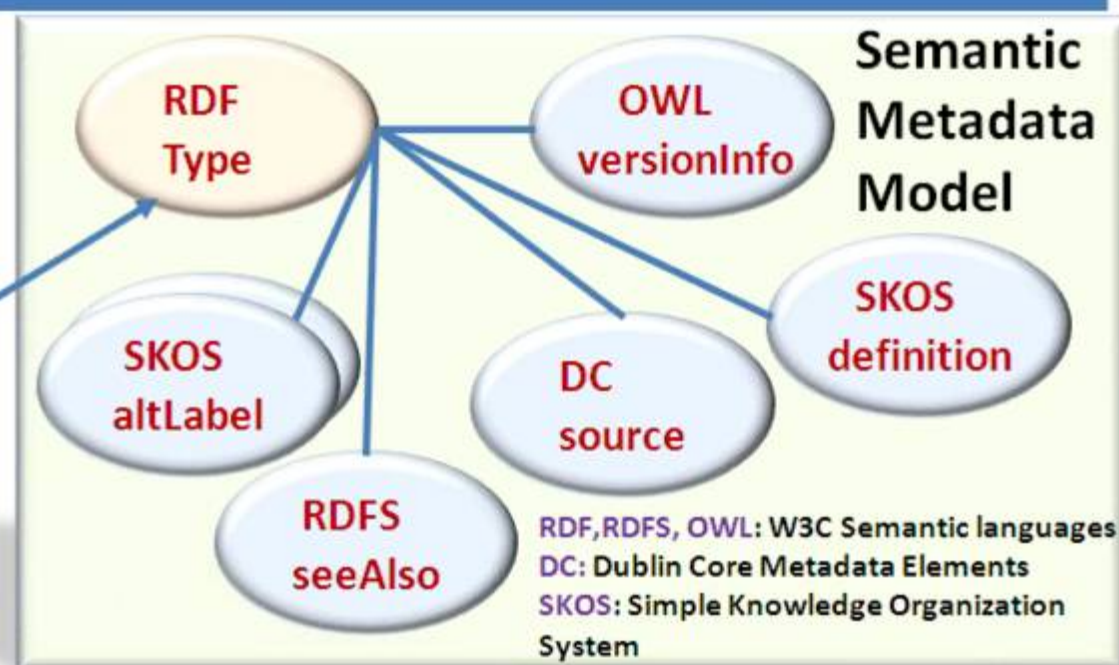 Semantic
Metadata
Model
RDF
Type
OWL
versionInfo
SKOS
definition
SKOS
altLabel
DC
source
RDFS
seeAlso
RDF,RDFS, OWL: W3C Semantic languages
DC: Dublin Core Metadata Elements
SKOS: Simple Knowledge Organization
System